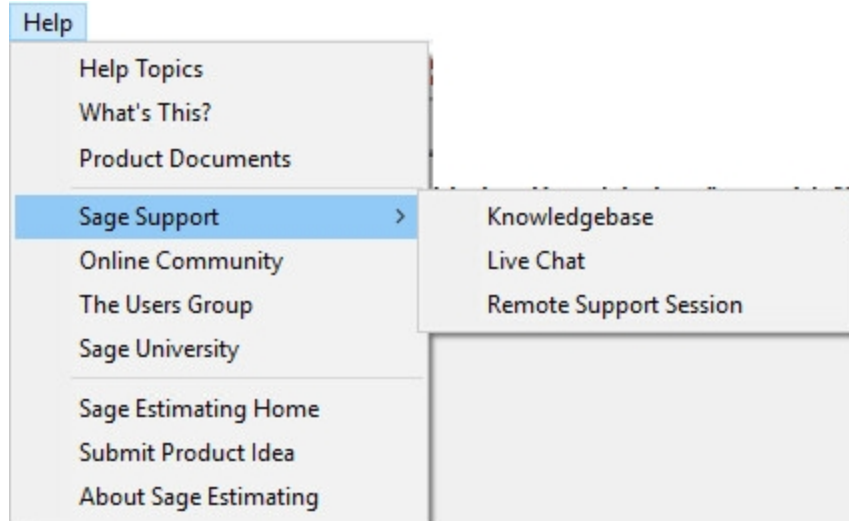 Help
Help Topics
What's This?
Product Documents
Sage Support
Knowledgebase
Live Chat
Remote Support Session
Online Community
The Users Group
Sage University
Sage Estimating Home
Submit Product Idea
About Sage Estimating